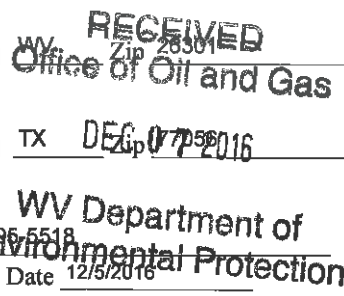 RECEIVED
WV Zip 26301
Office of Oil and Gas
TX Zip 77056
DEC 07 2016
WV Department of
5518
Environmental Protection
Date 12/5/2016